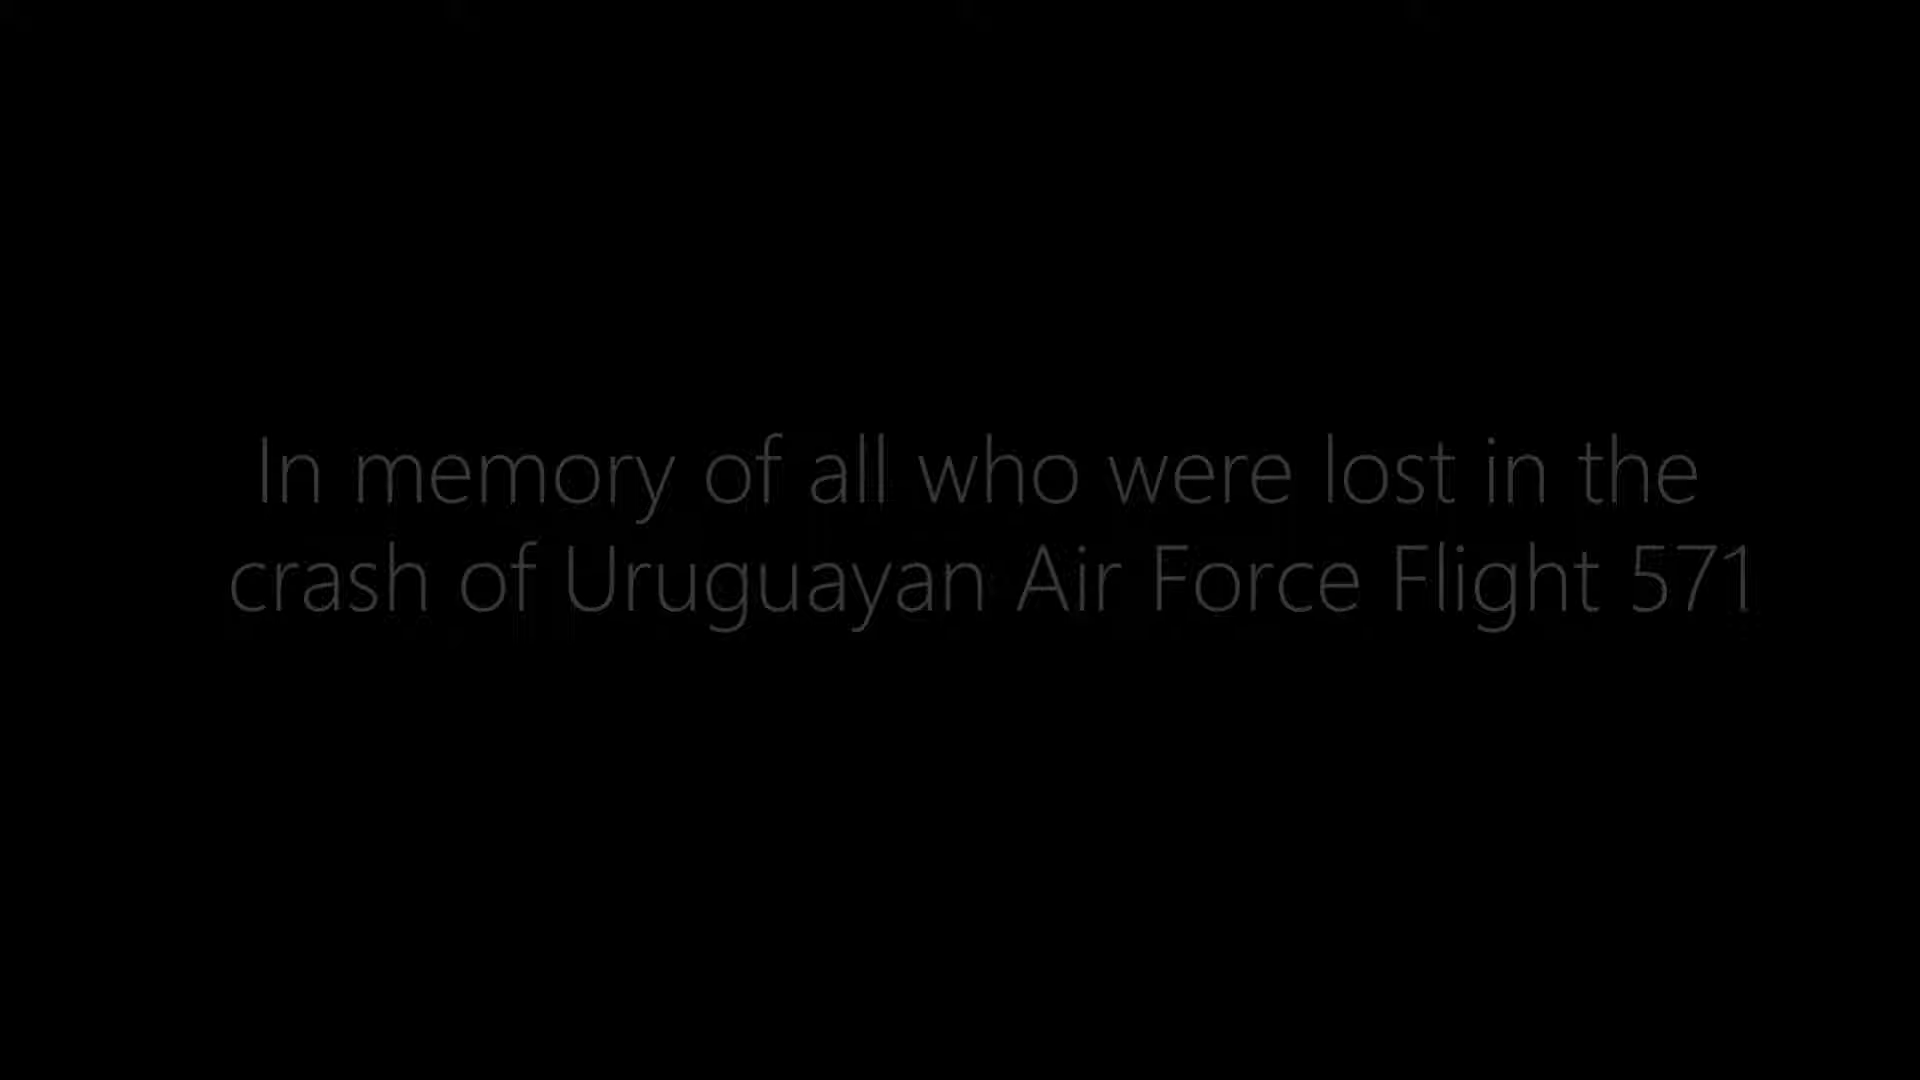 In memory of all who were lost in the
crash of Uruguayan Air Force Flight 571